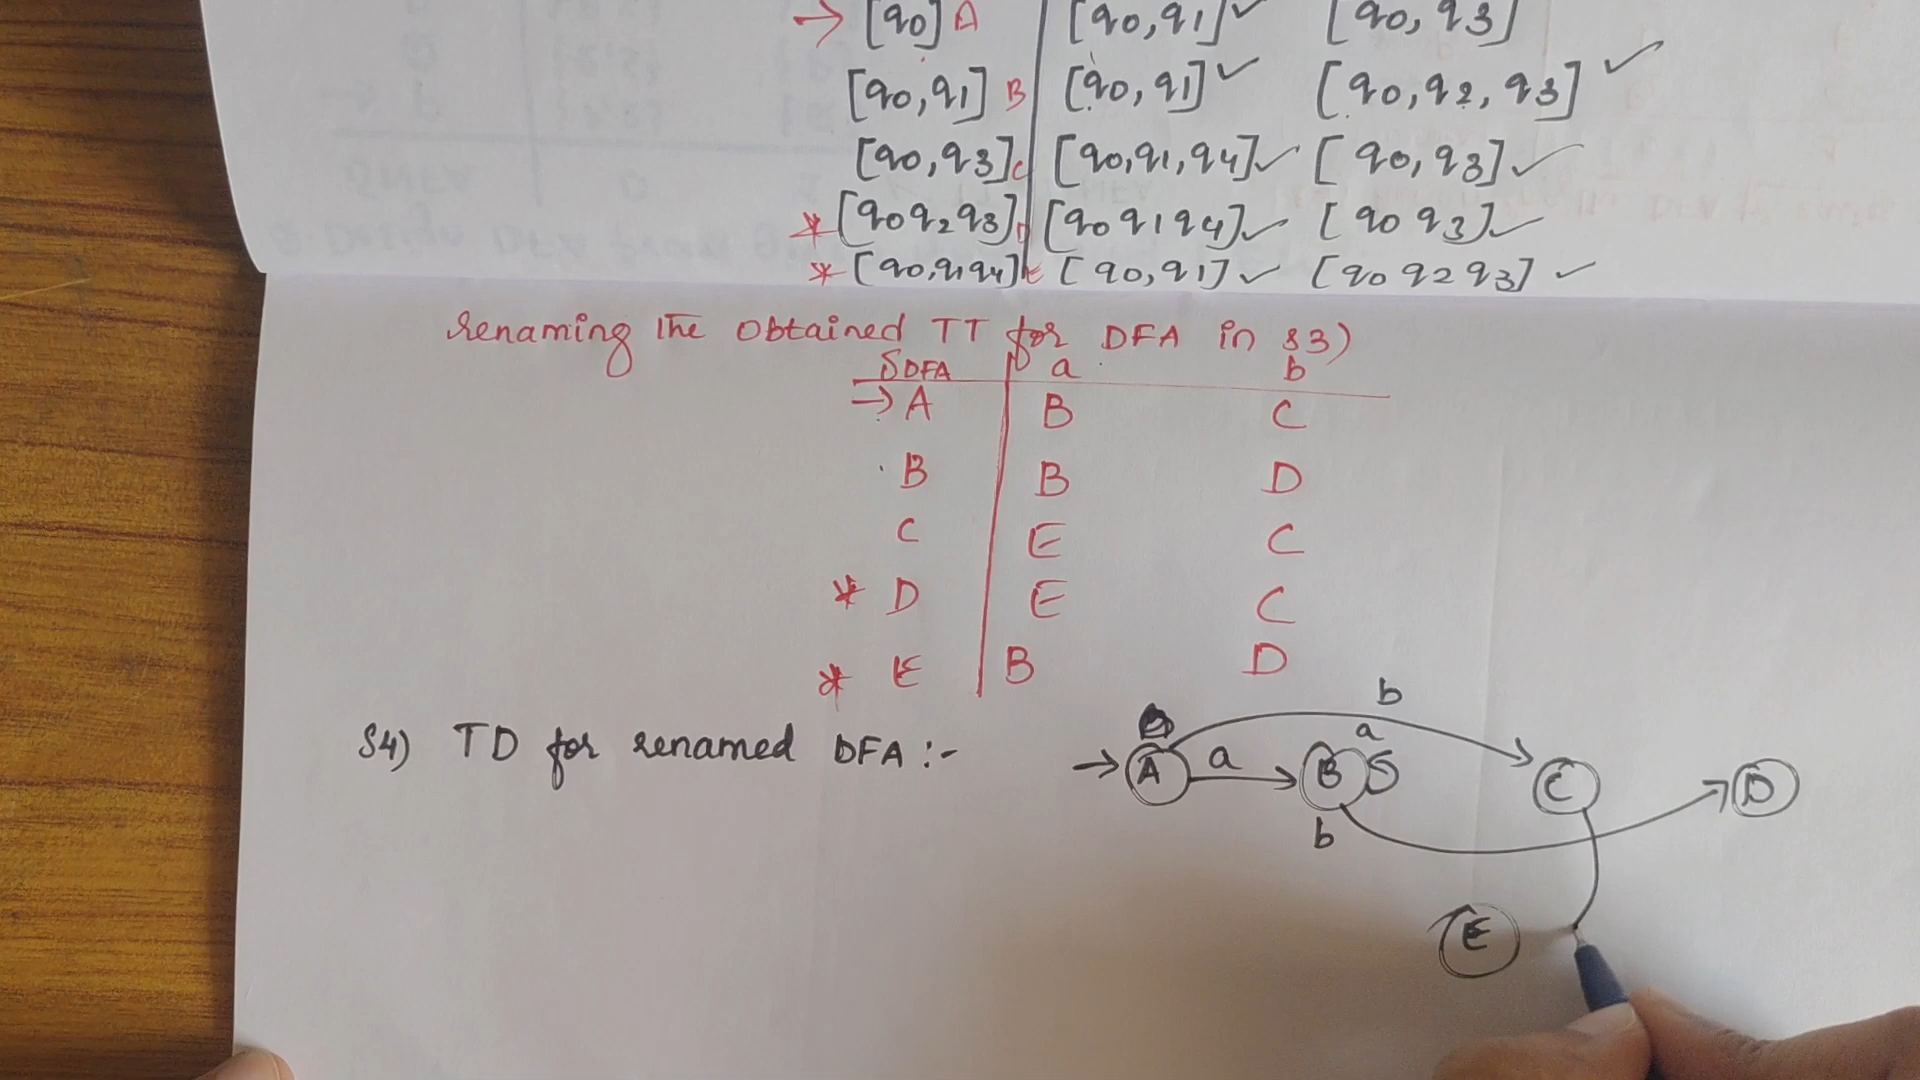 → [q0] A [q0,q1] ✓ [q0, q3]
[q0,q1] B [q0,q1] ✓ [q0,q2,q3] ✓
[q0,q3] C [q0,q1,q4] ✓ [q0,q3] ✓
* [q0 q2 q3] D [q0 q1 q4] ✓ [q0 q3] ✓
* [q0,q1q4] E [q0,q1] ✓ [q0 q2 q3] ✓
renaming the obtained TT for DFA in S3)
δDFA a b
→ A B C
B B D
C E C
* D E C
* E B D
S4) TD for renamed DFA :-
b
a
→ A a B C D
b
E